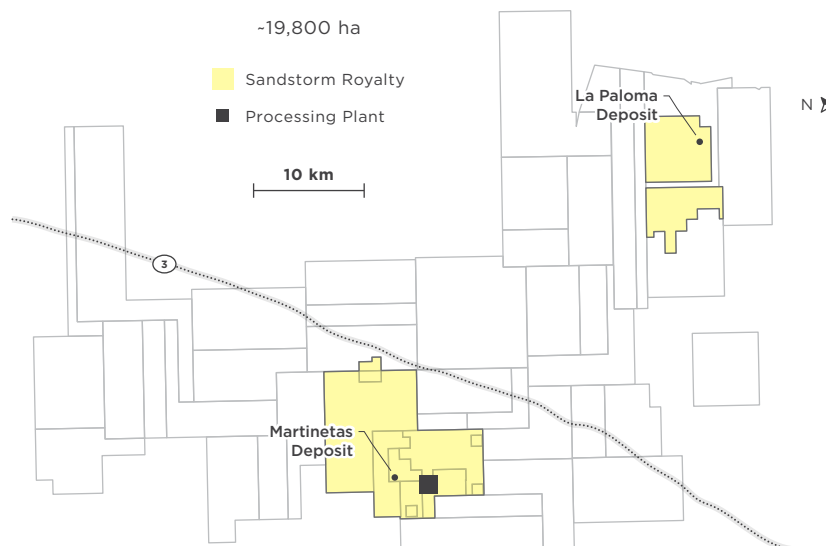 ~19,800 ha
Sandstorm Royalty
Processing Plant
10 km
La Paloma
Deposit
N
3
Martinetas
Deposit